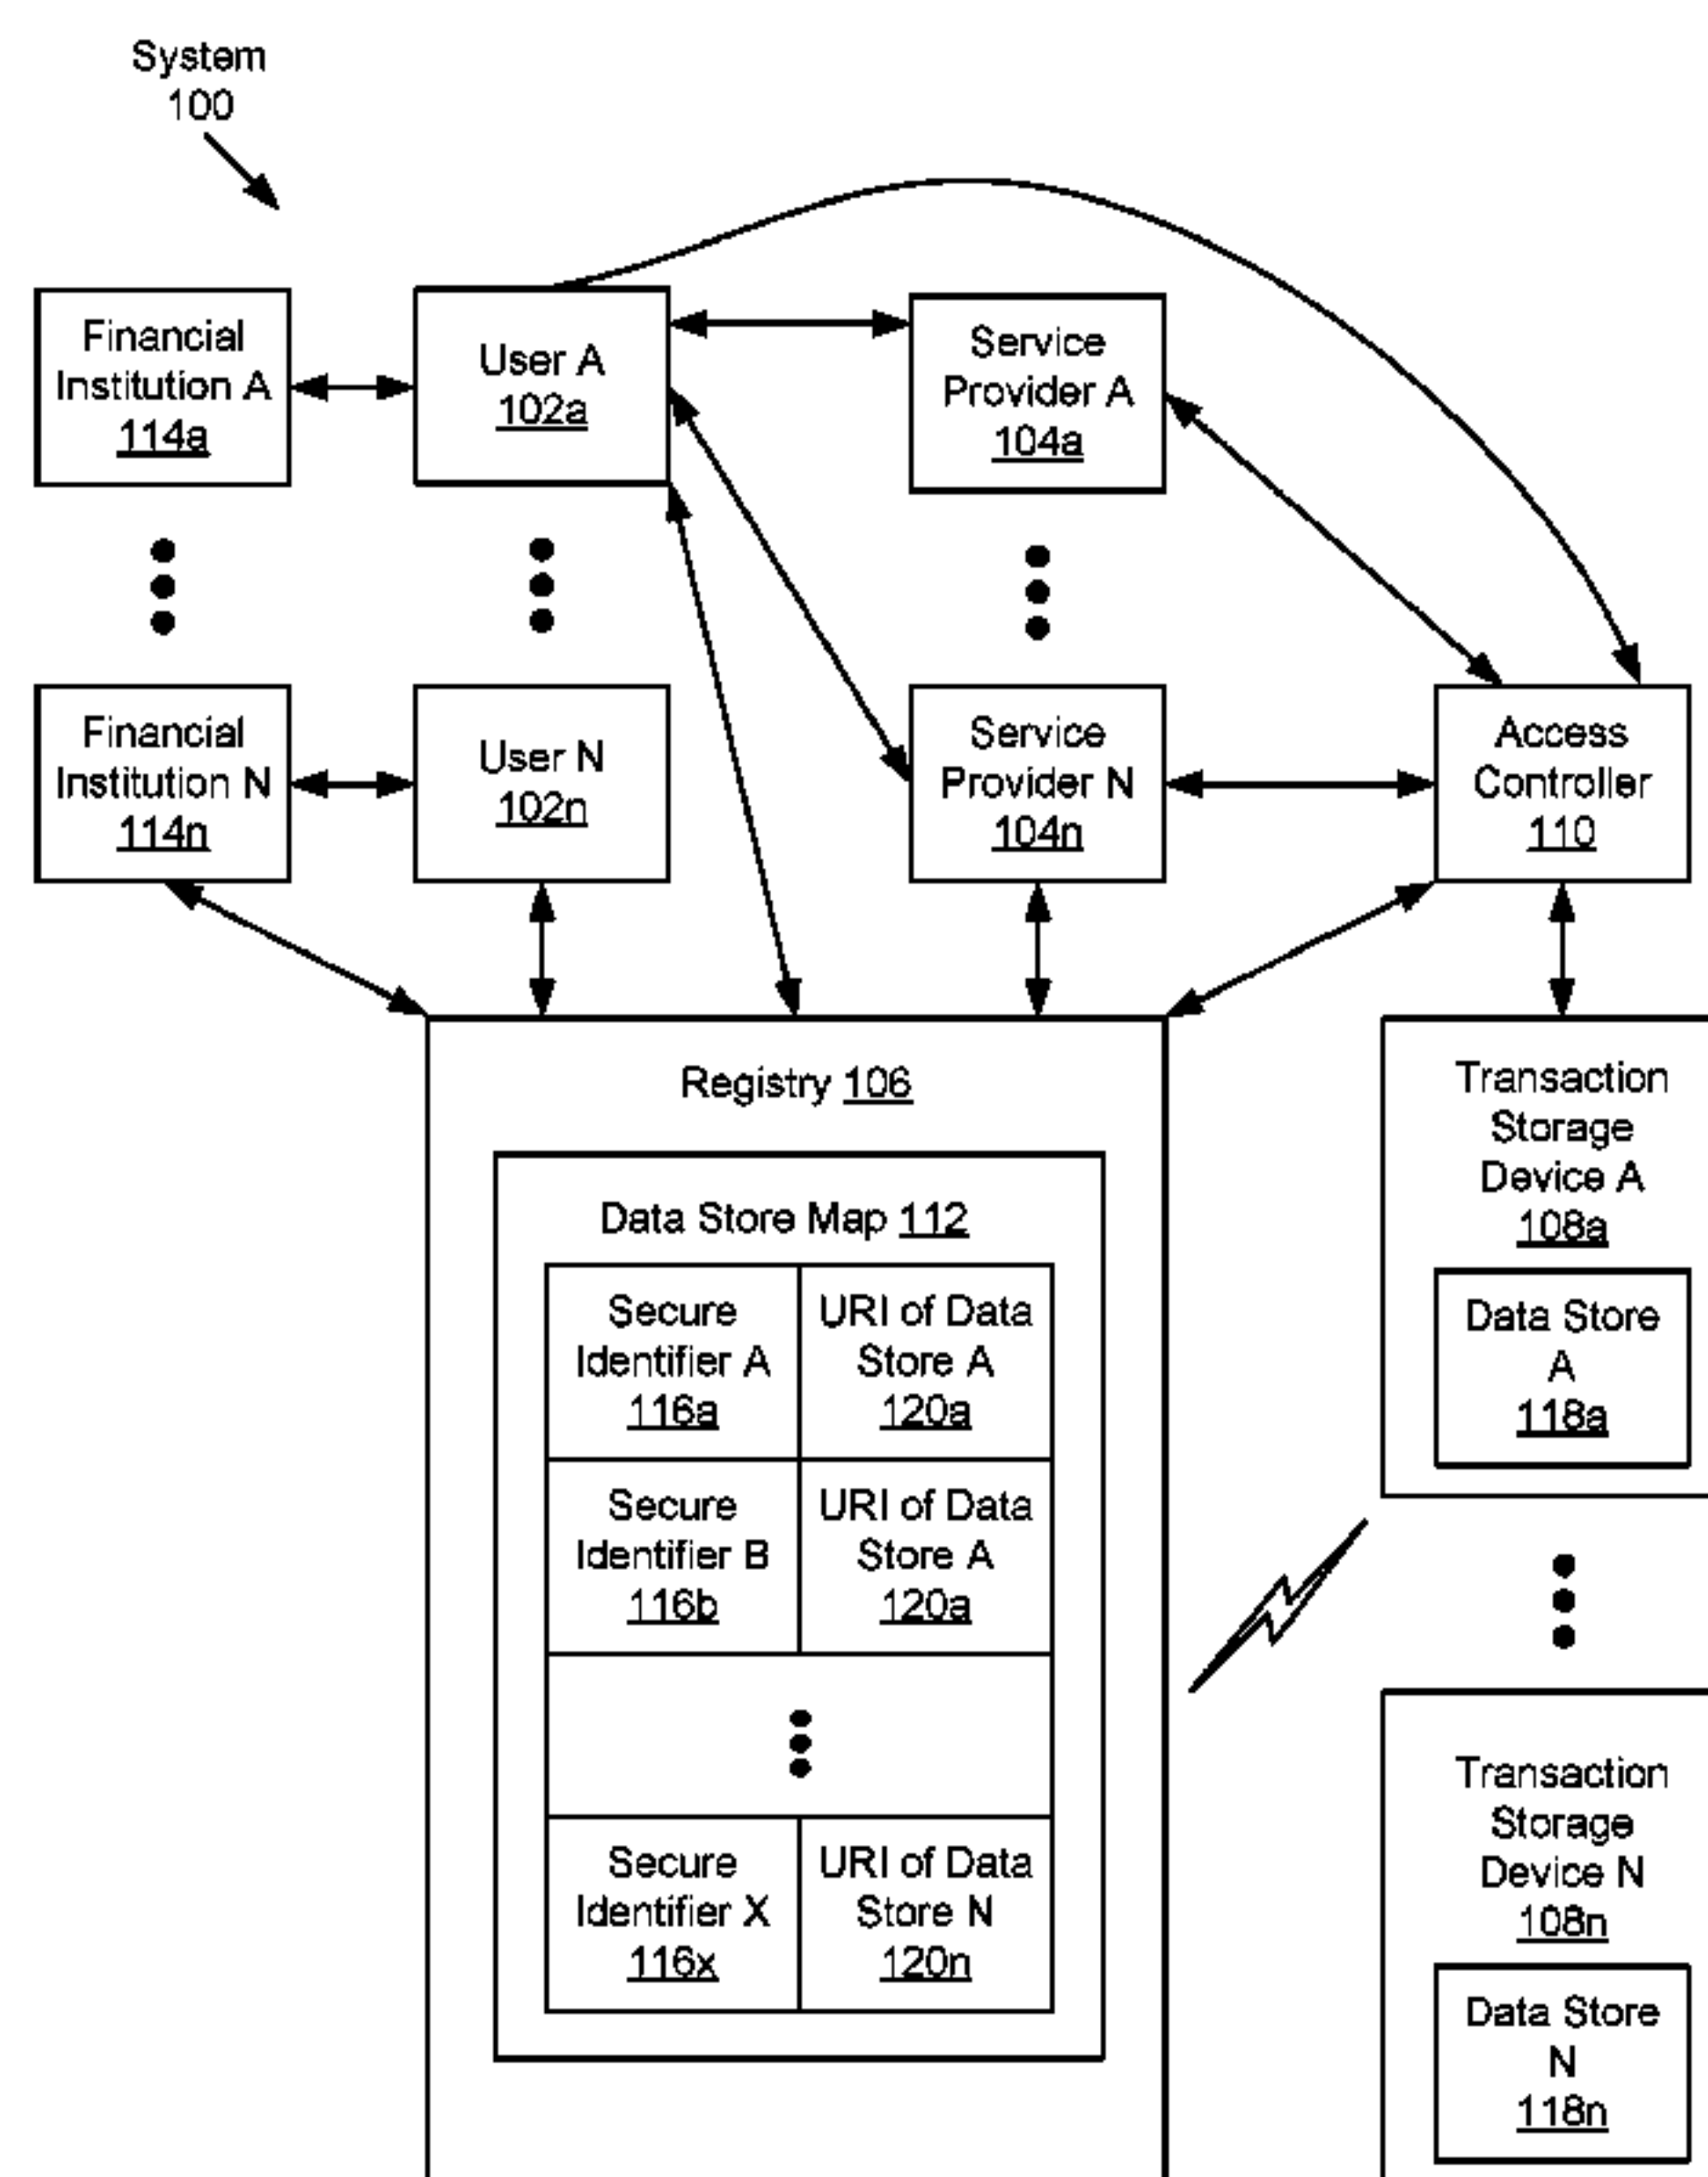 System
100
Financial
Institution A
114a
User A
102a
Service
Provider A
104a
Financial
Institution N
114n
User N
102n
Service
Provider N
104n
Access
Controller
110
Registry 106
Data Store Map 112
Secure
Identifier A
116a
URI of Data
Store A
120a
Secure
Identifier B
116b
URI of Data
Store A
120a
Secure
Identifier X
116x
URI of Data
Store N
120n
Transaction
Storage
Device A
108a
Data Store
A
118a
Transaction
Storage
Device N
108n
Data Store
N
118n